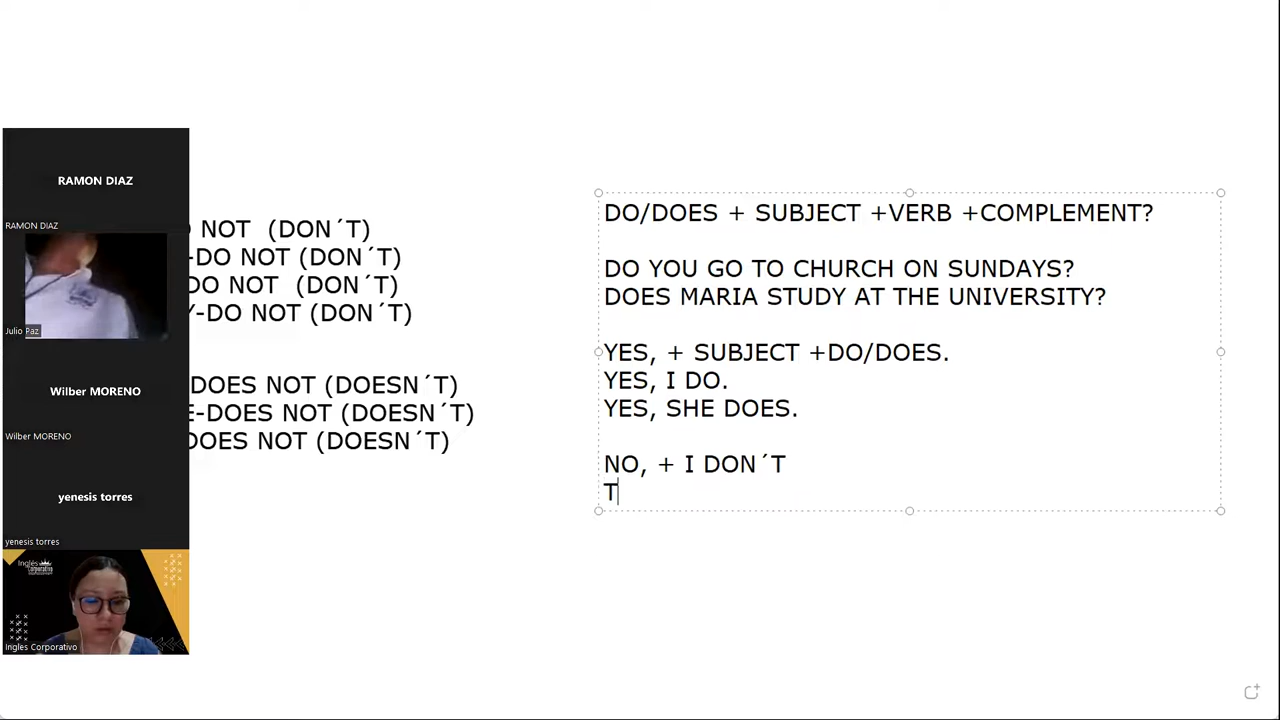 RAMON DIAZ
RAMON DIAZ
Julio Paz
Wilber MORENO
Wilber MORENO
yenesis torres
yenesis torres
Inglés
Corporativo
Ingles Corporativo
NOT (DON´T)
-DO NOT (DON´T)
DO NOT (DON´T)
-DO NOT (DON´T)
DOES NOT (DOESN´T)
-DOES NOT (DOESN´T)
DOES NOT (DOESN´T)
DO/DOES + SUBJECT +VERB +COMPLEMENT?
DO YOU GO TO CHURCH ON SUNDAYS?
DOES MARIA STUDY AT THE UNIVERSITY?
YES, + SUBJECT +DO/DOES.
YES, I DO.
YES, SHE DOES.
NO, + I DON´T
T